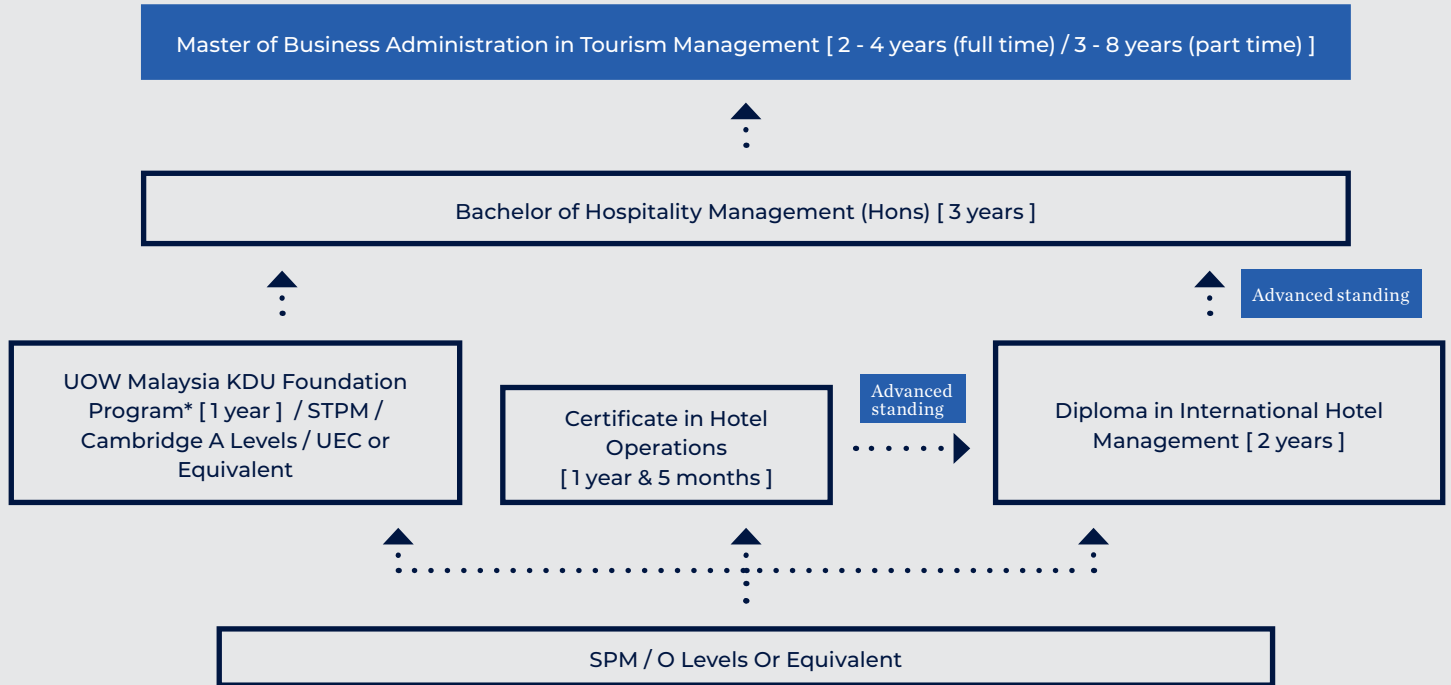 Master of Business Administration in Tourism Management [ 2 - 4 years (full time) / 3 - 8 years (part time) ]
Bachelor of Hospitality Management (Hons) [ 3 years ]
Advanced standing
UOW Malaysia KDU Foundation
Program* [ 1 year ] / STPM /
Cambridge A Levels / UEC or
Equivalent
Certificate in Hotel
Operations
[ 1 year & 5 months ]
Advanced
standing
Diploma in International Hotel
Management [ 2 years ]
SPM / O Levels Or Equivalent